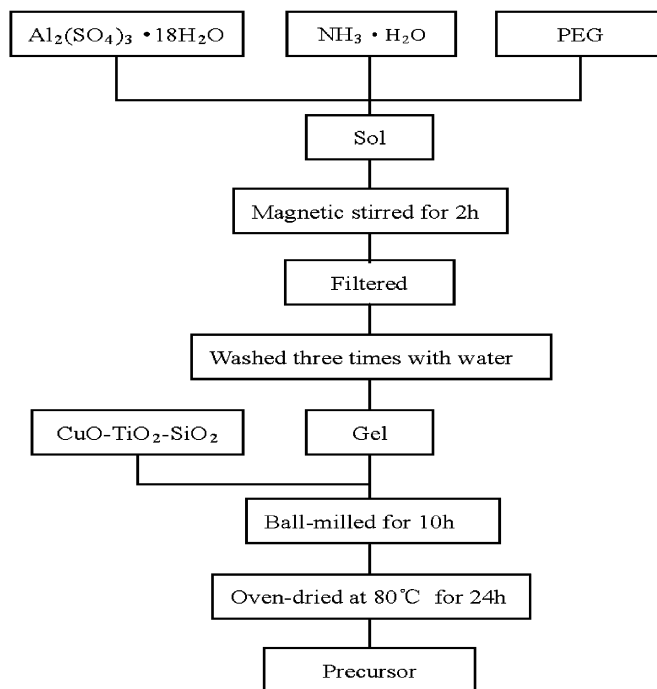 Al₂(SO₄)₃・18H₂O
NH₃・H₂O
PEG
Sol
Magnetic stirred for 2h
Filtered
Washed three times with water
CuO-TiO₂-SiO₂
Gel
Ball-milled for 10h
Oven-dried at 80℃ for 24h
Precursor